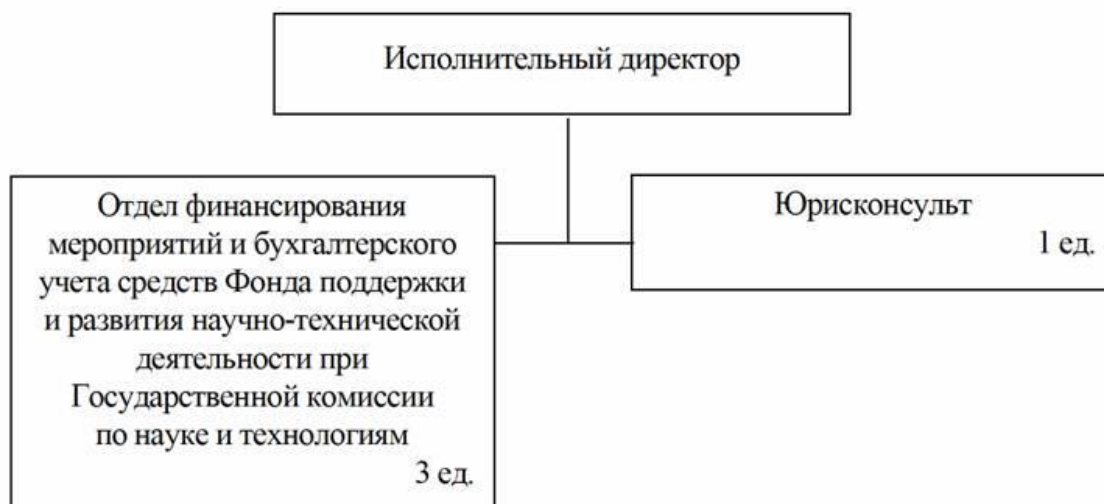 Исполнительный директор
Отдел финансирования
мероприятий и бухгалтерского
учета средств Фонда поддержки
и развития научно-технической
деятельности при
Государственной комиссии
по науке и технологиям
3 ед.
Юрисконсульт
1 ед.